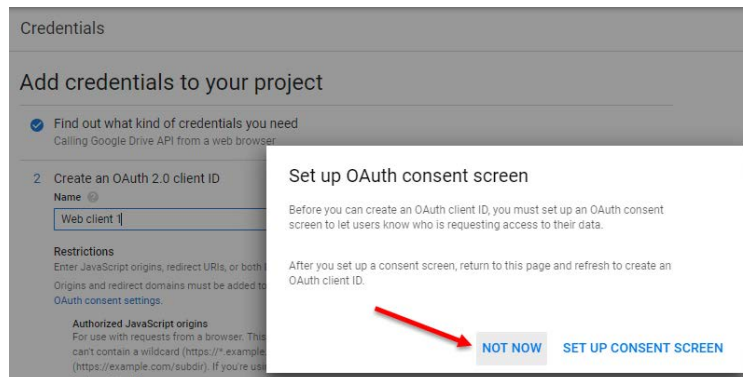 Credentials
Add credentials to your project
Find out what kind of credentials you need
Calling Google Drive API from a web browser
2 Create an OAuth 2.0 client ID
Name
Web client 1
Restrictions
Enter JavaScript origins, redirect URIs, or both
Origins and redirect domains must be added to
OAuth consent settings.
Authorized JavaScript origins
For use with requests from a browser. This
can't contain a wildcard (https://*.example
(https://example.com/subdir). If you're
Set up OAuth consent screen
Before you can create an OAuth client ID, you must set up an OAuth consent
screen to let users know who is requesting access to their data.
After you set up a consent screen, return to this page and refresh to create an
OAuth client ID.
NOT NOW SET UP CONSENT SCREEN